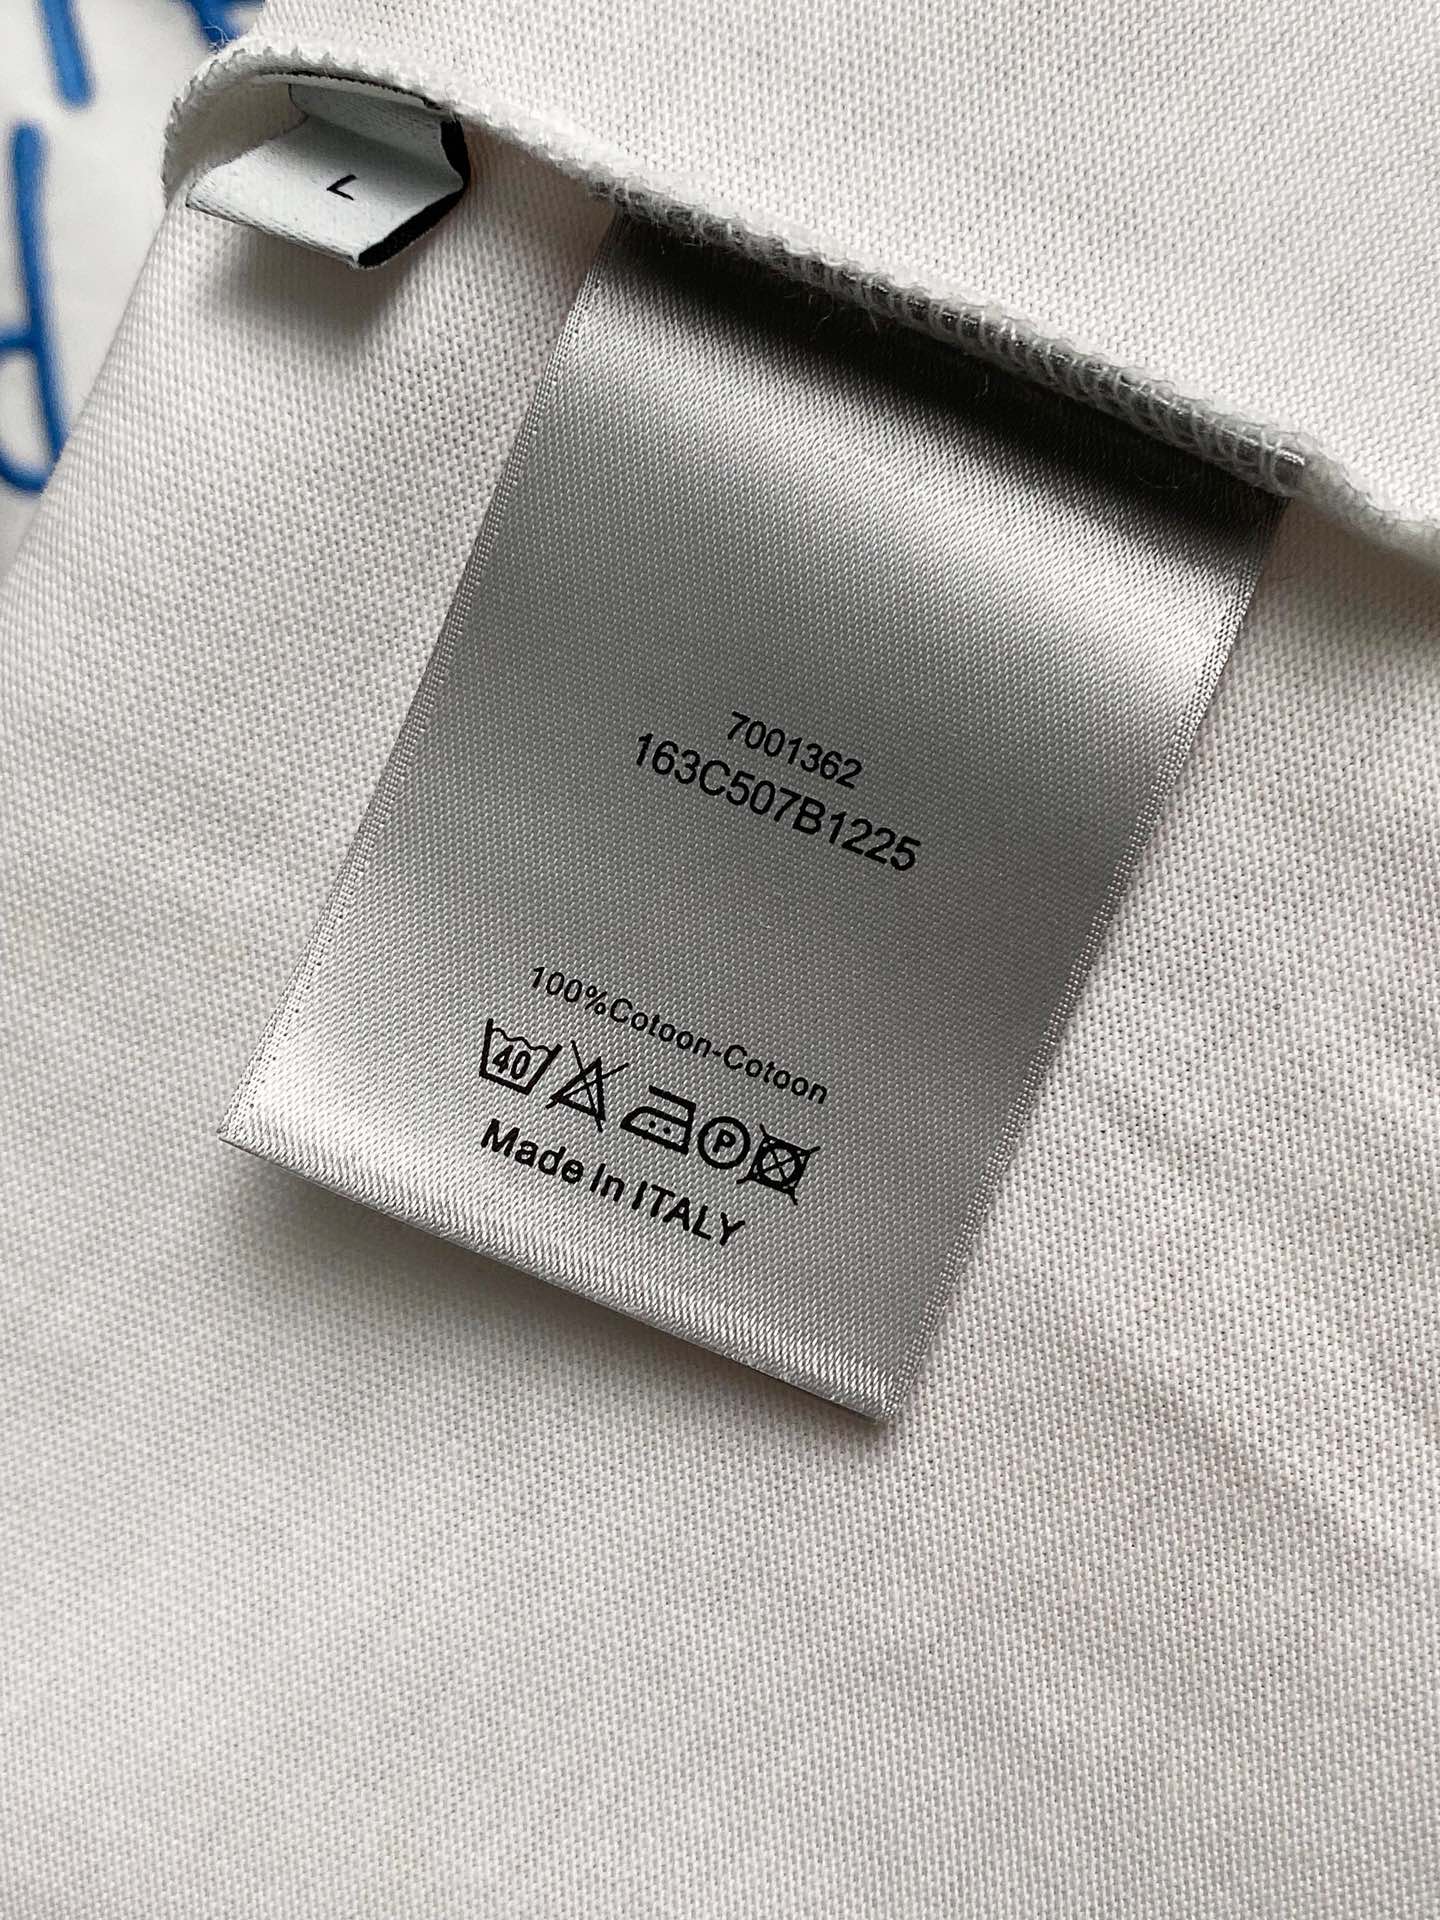 L
7001362
163C507B1225
100%Cotoon-Cotoon
40
P
Made In ITALY